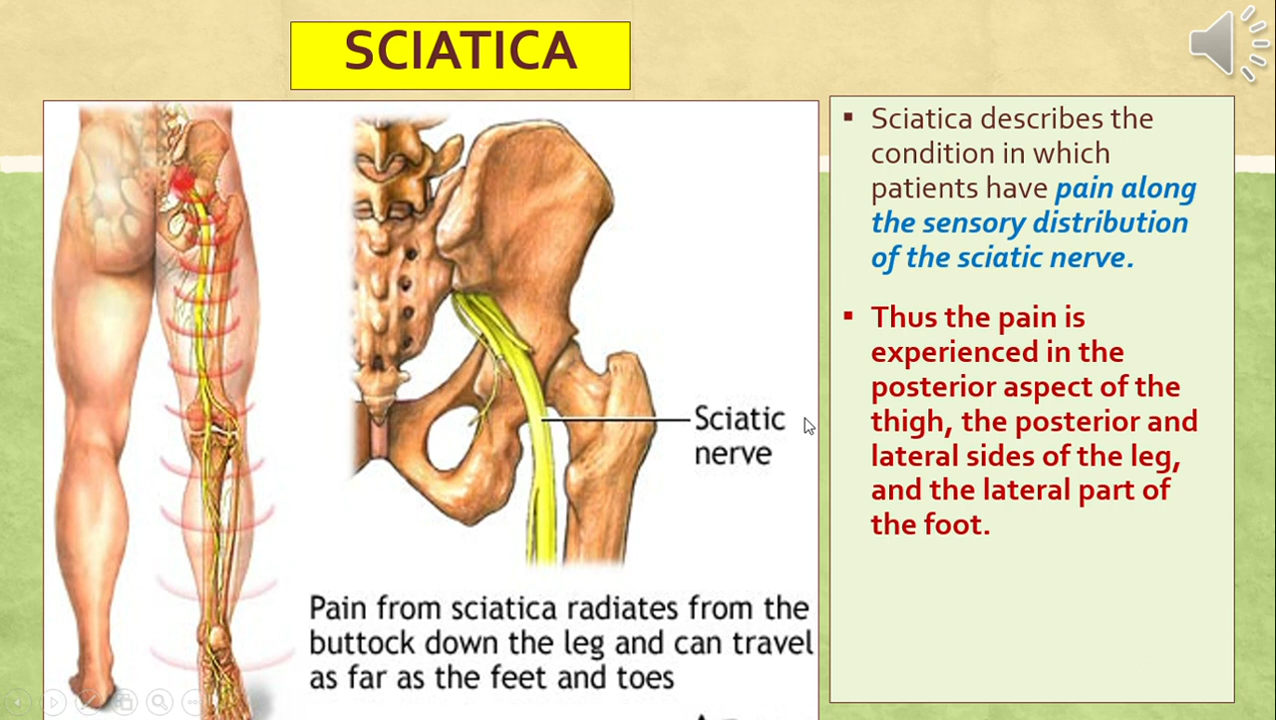 SCIATICA
Sciatic
nerve
Pain from sciatica radiates from the
buttock down the leg and can travel
as far as the feet and toes
▪ Sciatica describes the
condition in which
patients have pain along
the sensory distribution
of the sciatic nerve.
▪ Thus the pain is
experienced in the
posterior aspect of the
thigh, the posterior and
lateral sides of the leg,
and the lateral part of
the foot.